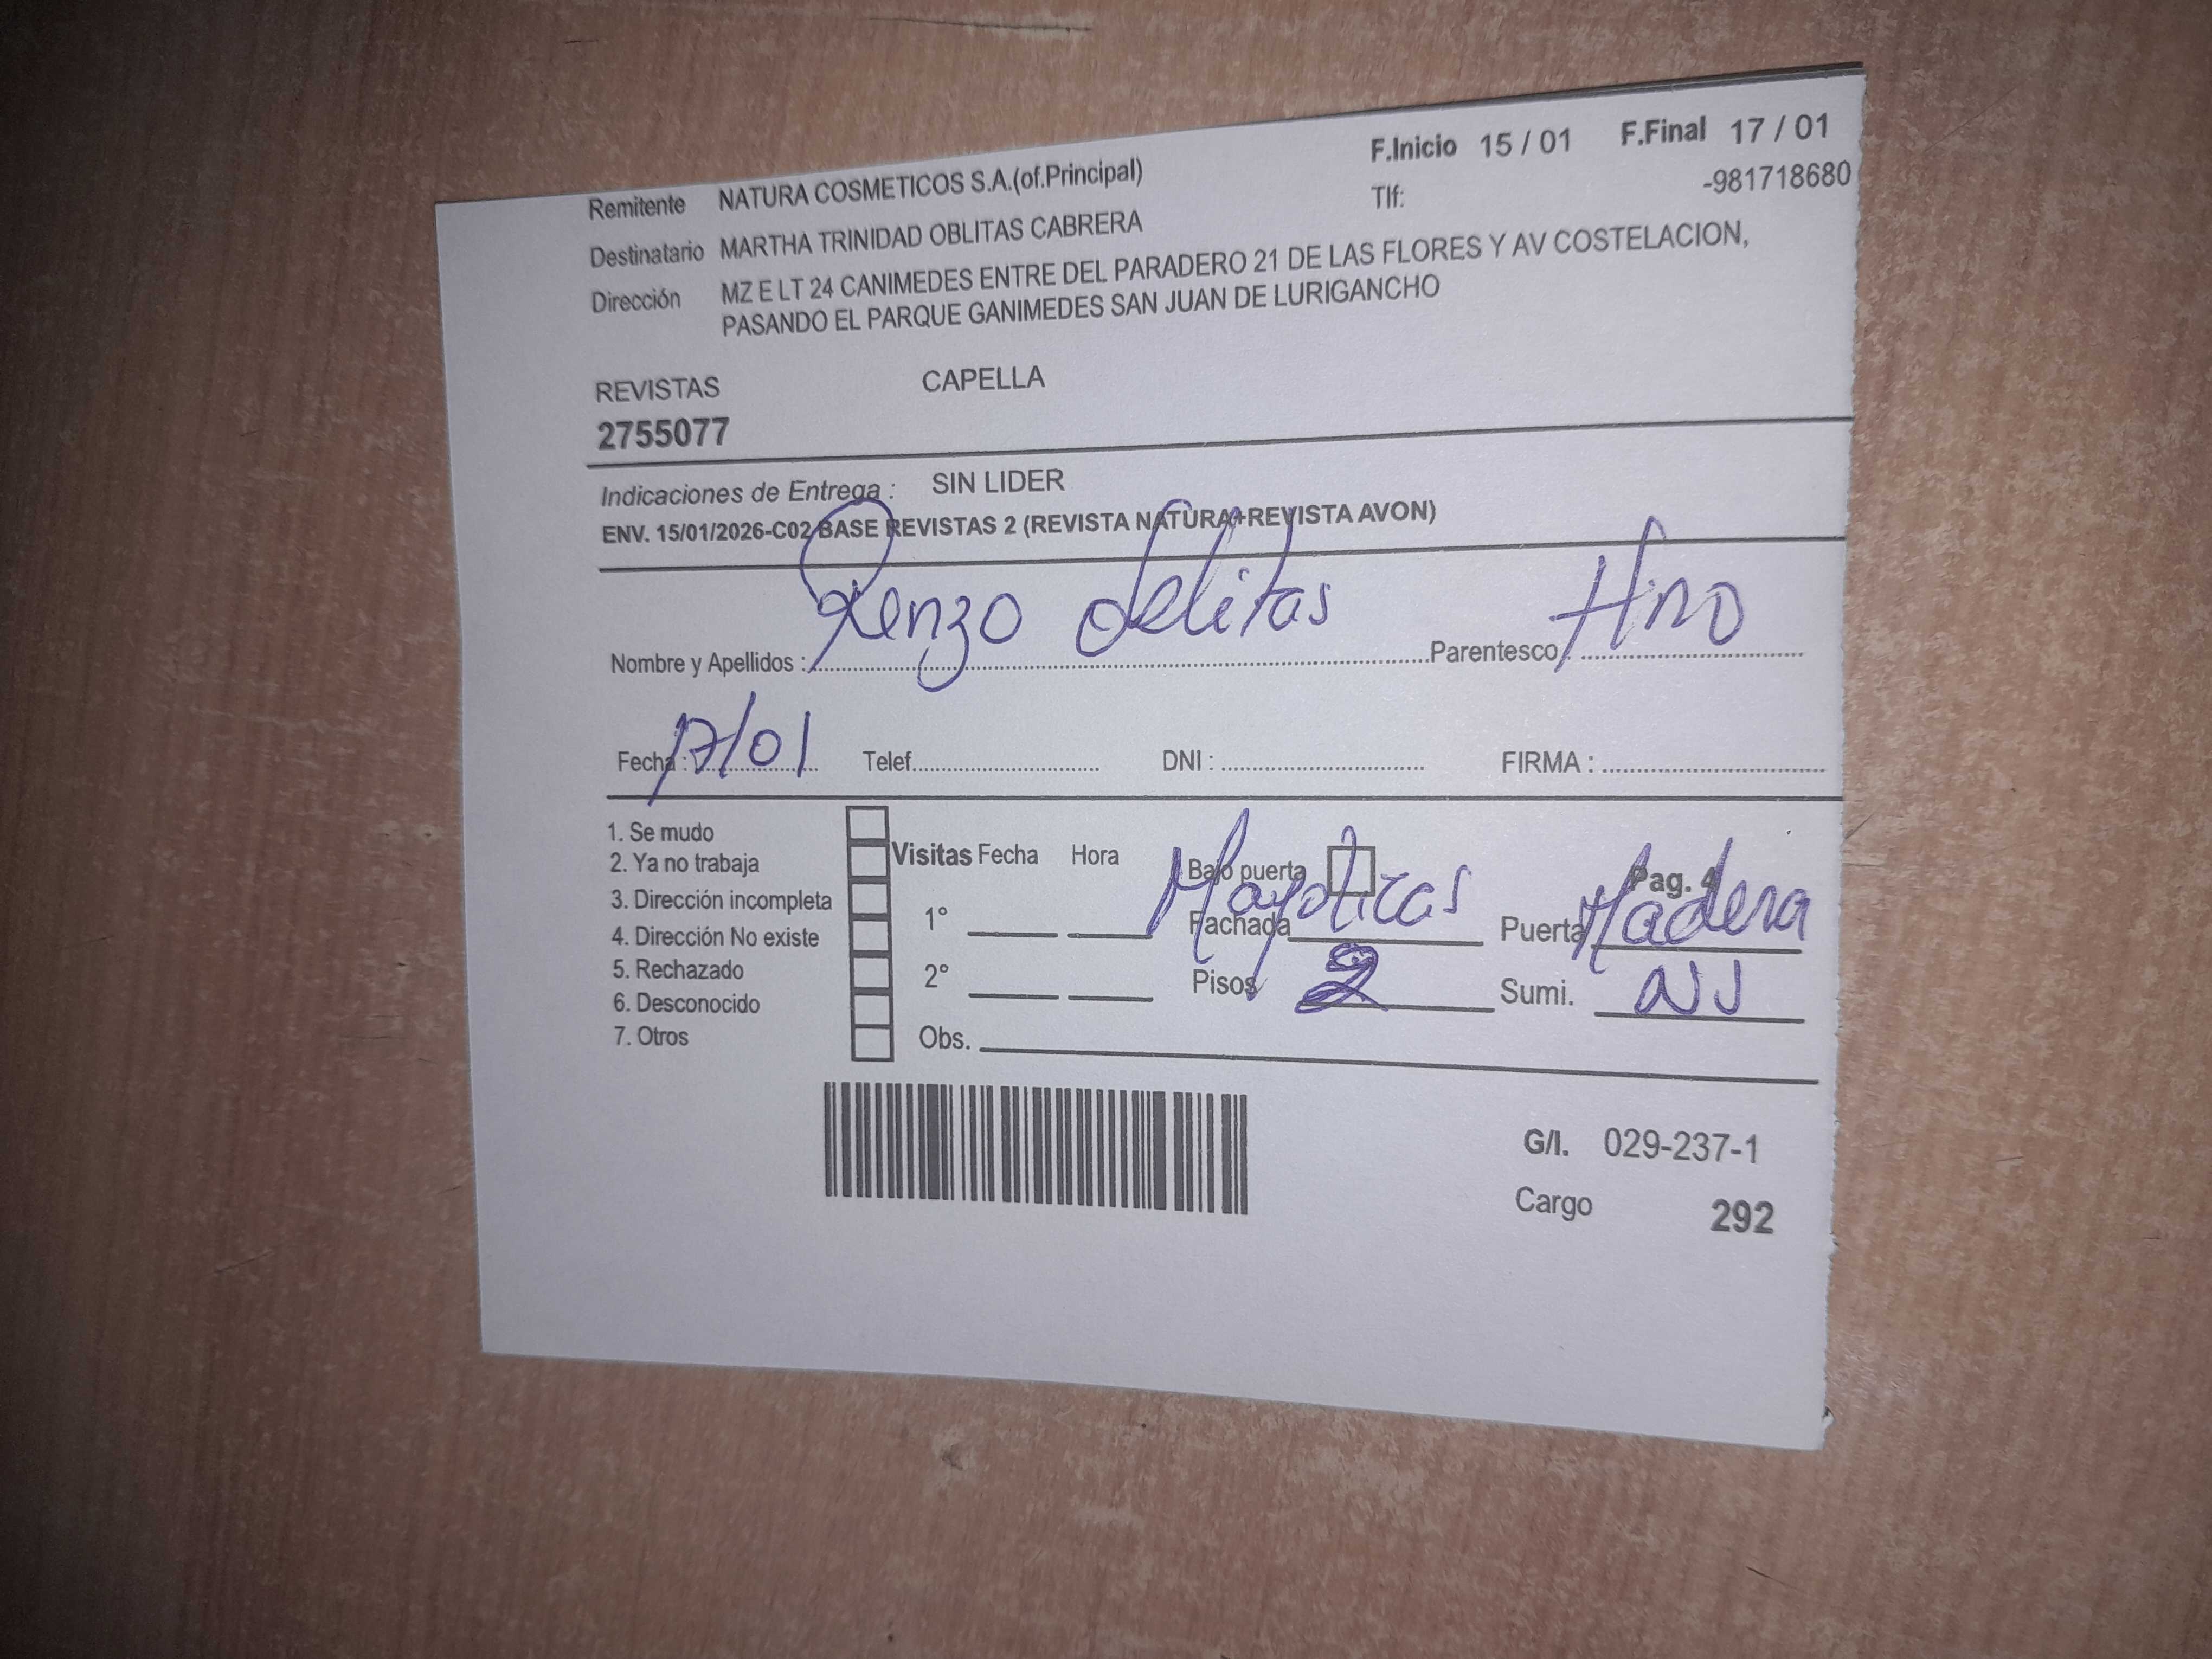 F.Inicio 15 / 01 F.Final 17 / 01
Remitente NATURA COSMETICOS S.A.(of.Principal) Tlf: -981718680
Destinatario MARTHA TRINIDAD OBLITAS CABRERA
Dirección MZ E LT 24 CANIMEDES ENTRE DEL PARADERO 21 DE LAS FLORES Y AV COSTELACION,
PASANDO EL PARQUE GANIMEDES SAN JUAN DE LURIGANCHO
REVISTAS CAPELLA
2755077
Indicaciones de Entrega : SIN LIDER
ENV. 15/01/2026-C02 BASE REVISTAS 2 (REVISTA NATURA+REVISTA AVON)
Nombre y Apellidos : Renzo Parentesco : Hno
Fecha : 17/01 Telef. DNI : FIRMA :
1. Se mudo
2. Ya no trabaja
3. Dirección incompleta
4. Dirección No existe
5. Rechazado
6. Desconocido
7. Otros
Visitas Fecha Hora Bajo puerta Pag. 4
1° Fachada Mayolicas Puerta Madera
2° Pisos 2 Sumi.
Obs.
G/I. 029-237-1
Cargo 292